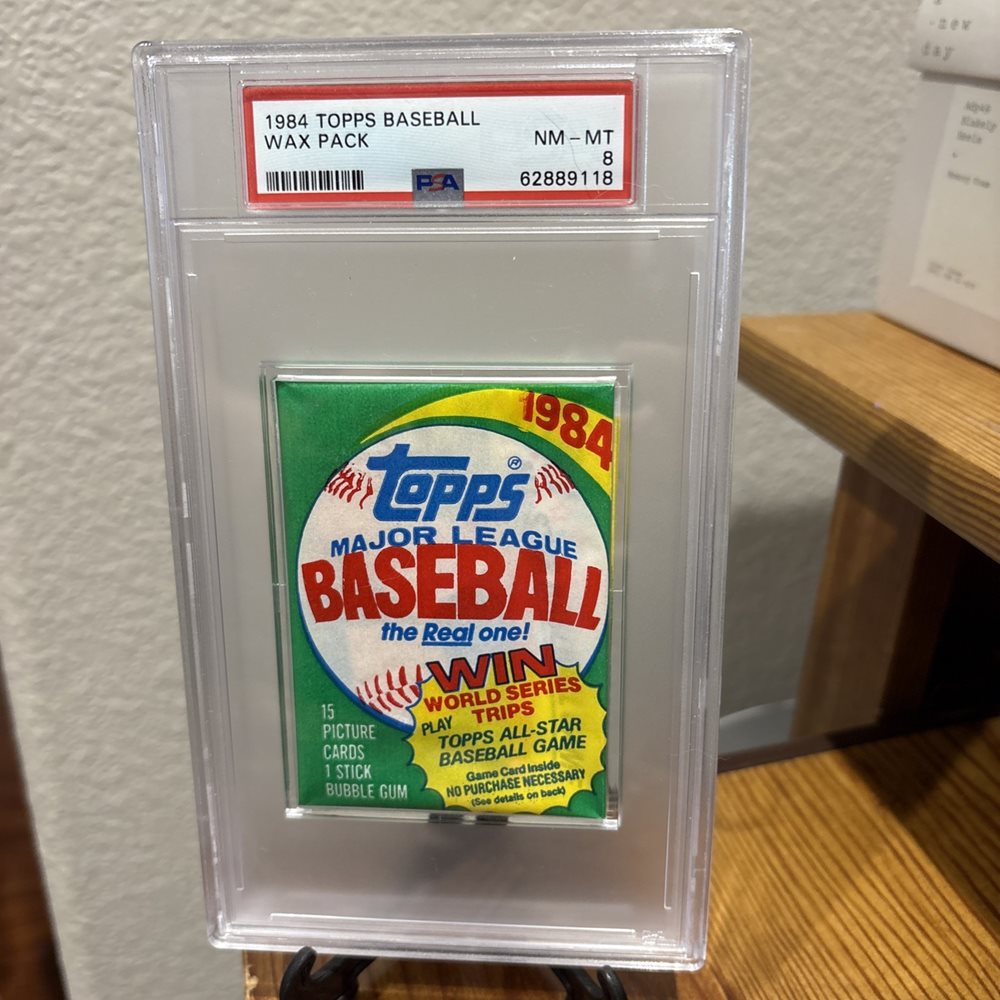 1984 TOPPS BASEBALL
WAX PACK
NM - MT
8
PSA
62889118
1984
Topps®
MAJOR LEAGUE
BASEBALL
the Real one!
WIN
WORLD SERIES
TRIPS
PLAY
TOPPS ALL-STAR
BASEBALL GAME
Game Card Inside
NO PURCHASE NECESSARY
(See details on back)
15
PICTURE
CARDS
1 STICK
BUBBLE GUM
new
day